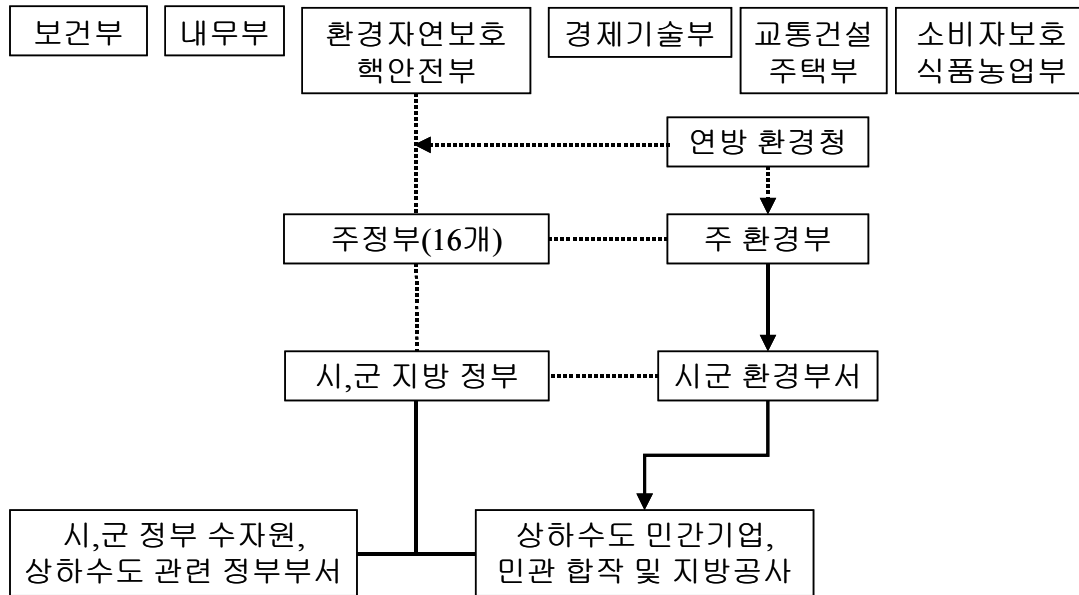 보건부
내무부
환경자연보호
핵안전부
경제기술부
교통건설
주택부
소비자보호
식품농업부
연방 환경청
주정부(16개)
주 환경부
시,군 지방 정부
시군 환경부서
시,군 정부 수자원,
상하수도 관련 정부부서
상하수도 민간기업,
민관 합작 및 지방공사